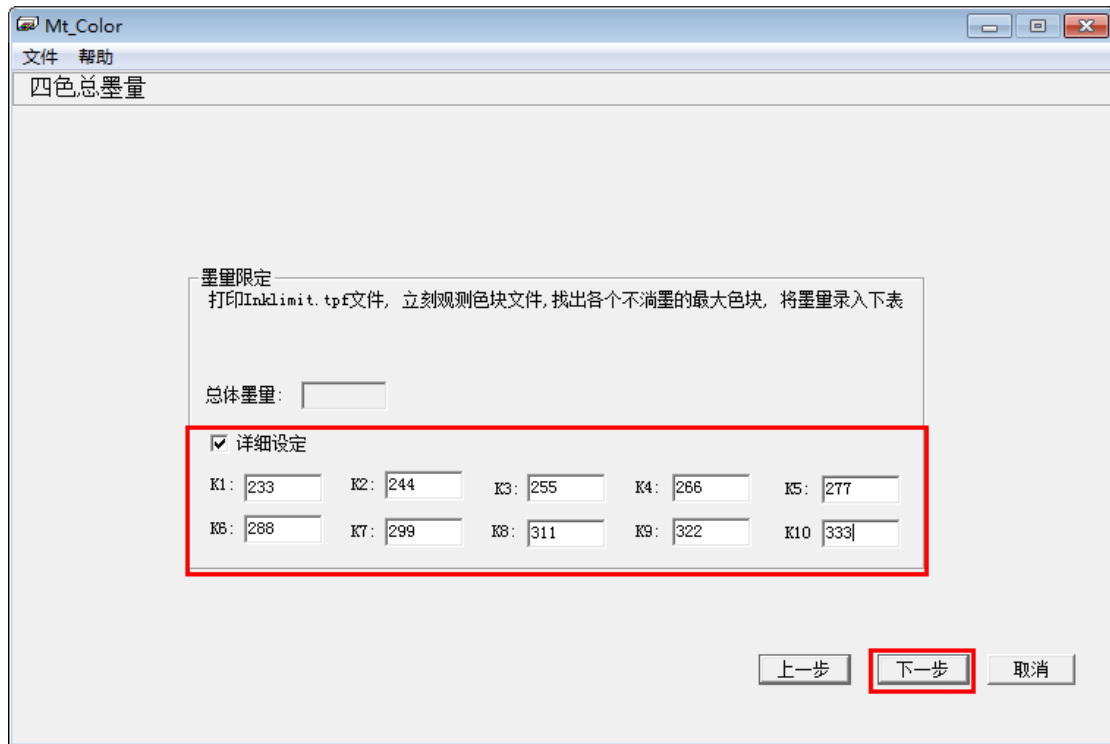 Mt_Color
文件 帮助
四色总墨量
墨量限定
打印Inklimit.tpf文件, 立刻观测色块文件,找出各个不淌墨的最大色块, 将墨量录入下表
总体墨量:
详细设定
K1: 233 K2: 244 K3: 255 K4: 266 K5: 277
K6: 288 K7: 299 K8: 311 K9: 322 K10 333
上一步 下一步 取消